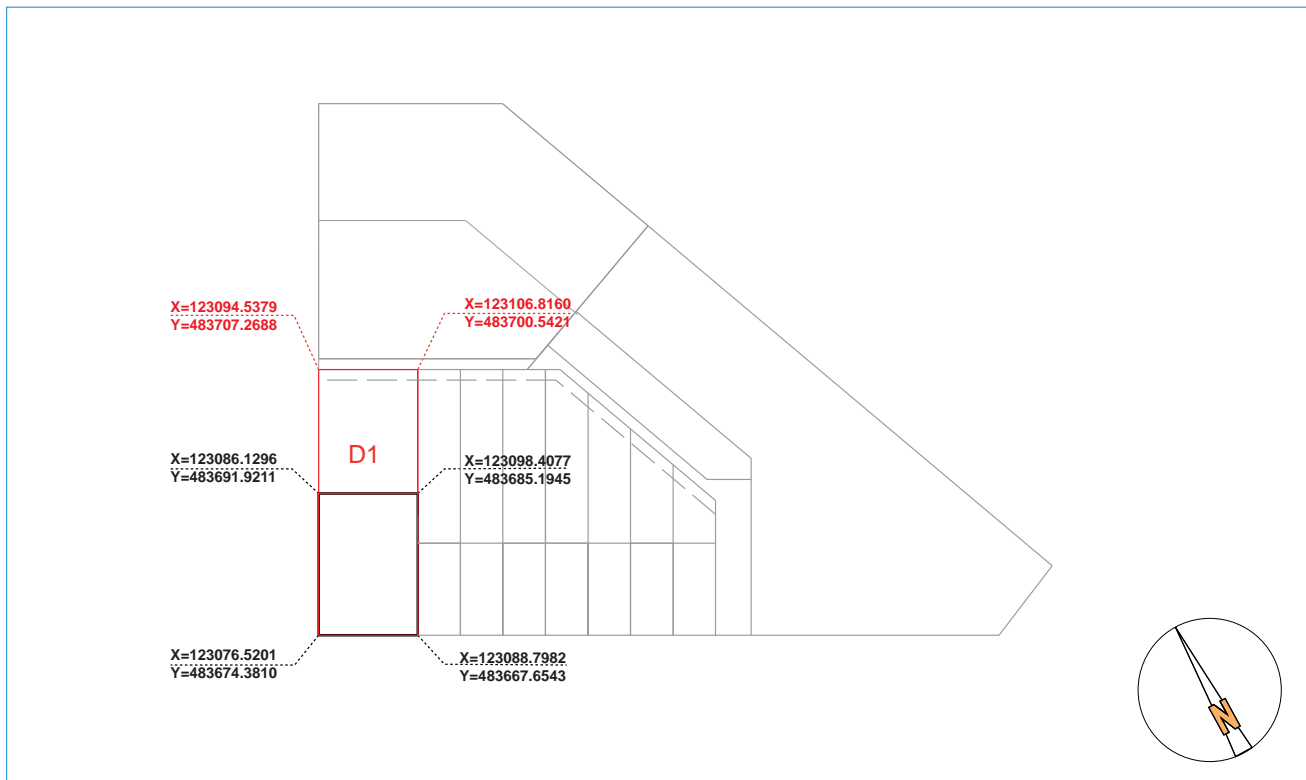 X=123094.5379
Y=483707.2688
X=123106.8160
Y=483700.5421
D1
X=123086.1296
Y=483691.9211
X=123098.4077
Y=483685.1945
X=123076.5201
Y=483674.3810
X=123088.7982
Y=483667.6543
N